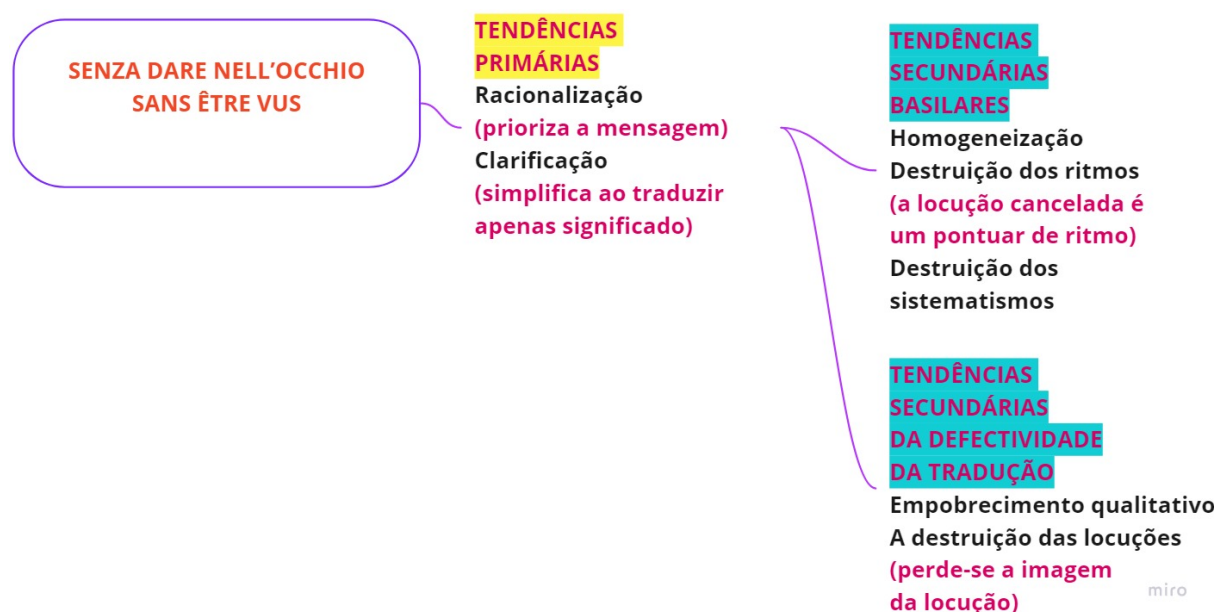 SENZA DARE NELL’OCCHIO
SANS ÊTRE VUS
TENDÊNCIAS
PRIMÁRIAS
Racionalização
(prioriza a mensagem)
Clarificação
(simplifica ao traduzir
apenas significado)
TENDÊNCIAS
SECUNDÁRIAS
BASILARES
Homogeneização
Destruição dos ritmos
(a locução cancelada é
um pontuar de ritmo)
Destruição dos
sistematismos
TENDÊNCIAS
SECUNDÁRIAS
DA DEFECTIVIDADE
DA TRADUÇÃO
Empobrecimento qualitativo
A destruição das locuções
(perde-se a imagem
da locução)
miro